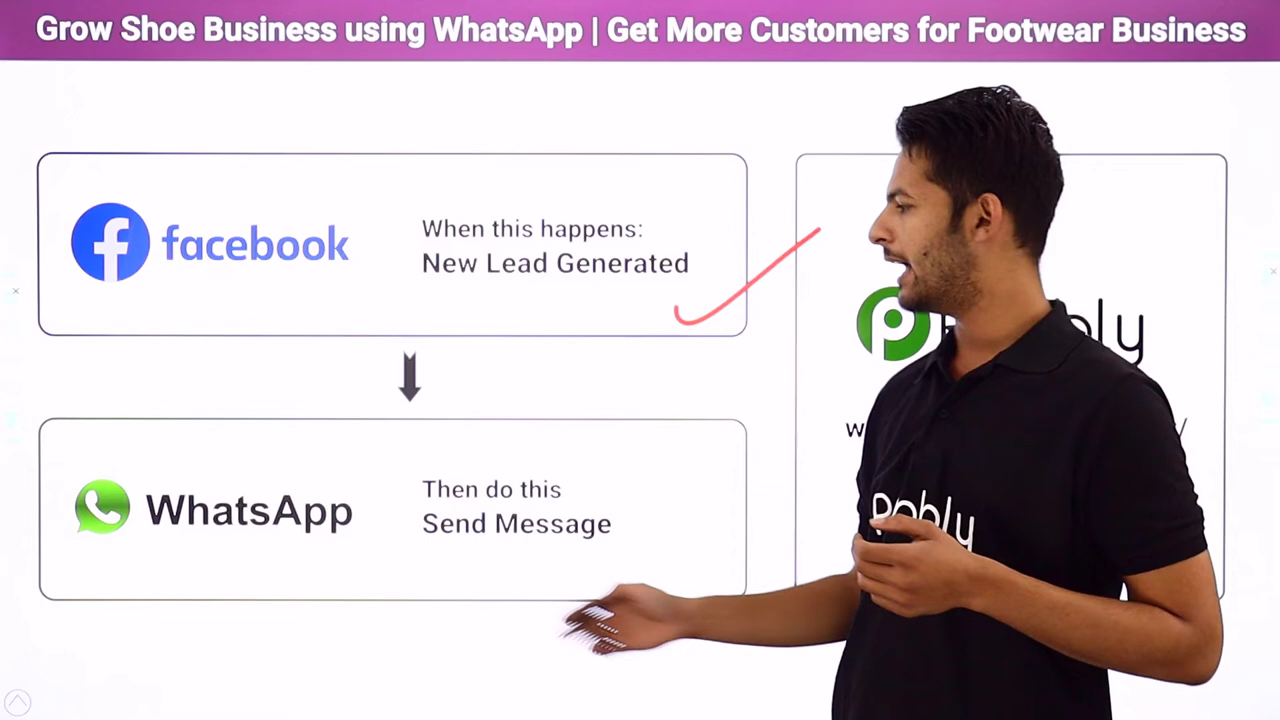 Grow Shoe Business using WhatsApp | Get More Customers for Footwear Business
facebook
When this happens:
New Lead Generated
WhatsApp
Then do this
Send Message